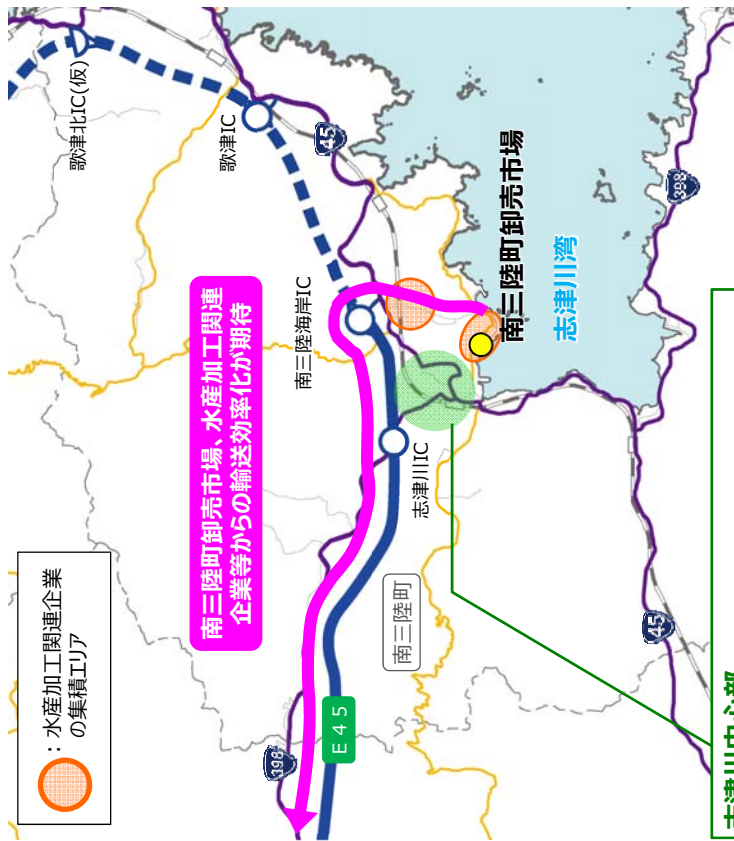 ：水産加工関連企業
の集積エリア
南三陸町卸売市場、水産加工関連
企業等からの輸送効率化が期待
歌津北IC(仮)
歌津IC
南三陸海岸IC
志津川IC
南三陸町
E45
398
45
398
45
南三陸町卸売市場
志津川湾
志津川中心部